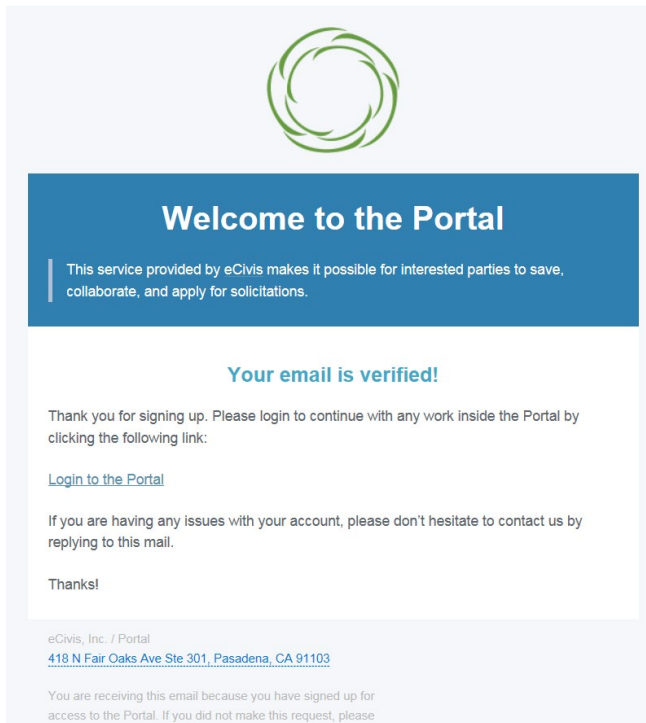 Welcome to the Portal
This service provided by eCivis makes it possible for interested parties to save,
collaborate, and apply for solicitations.
Your email is verified!
Thank you for signing up. Please login to continue with any work inside the Portal by
clicking the following link:
Login to the Portal
If you are having any issues with your account, please don’t hesitate to contact us by
replying to this mail.
Thanks!
eCivis, Inc. / Portal
418 N Fair Oaks Ave Ste 301, Pasadena, CA 91103
You are receiving this email because you have signed up for
access to the Portal. If you did not make this request, please